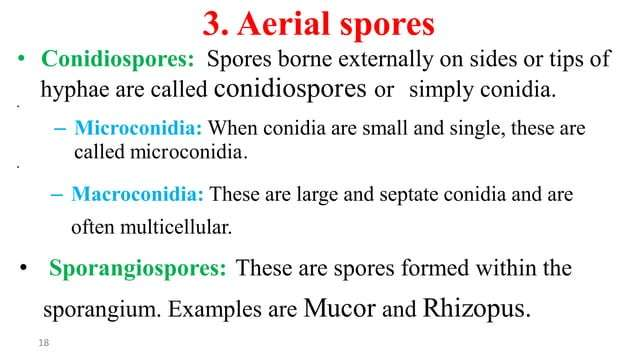 3. Aerial spores
• Conidiospores: Spores borne externally on sides or tips of
hyphae are called conidiospores or simply conidia.
– Microconidia: When conidia are small and single, these are
called microconidia.
– Macroconidia: These are large and septate conidia and are
often multicellular.
• Sporangiospores: These are spores formed within the
sporangium. Examples are Mucor and Rhizopus.
18